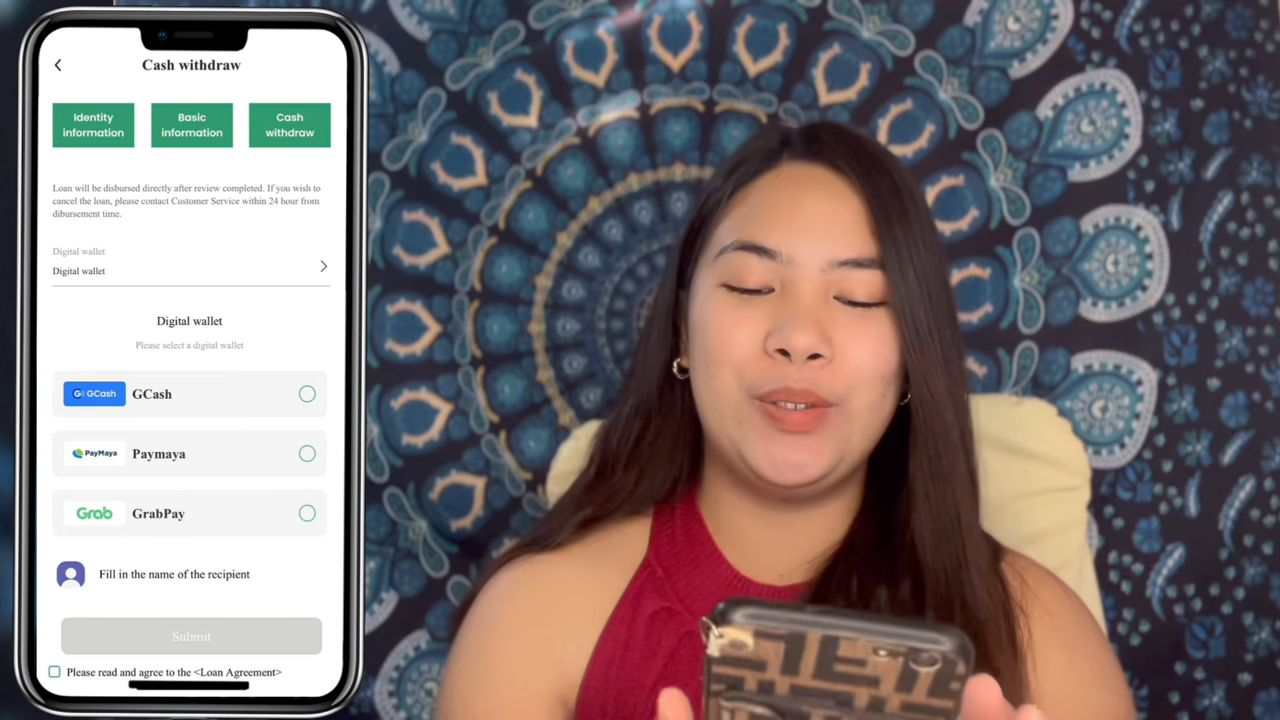 Cash withdraw
Identity information
Basic information
Cash withdraw
Loan will be disbursed directly after review completed. If you wish to
cancel the loan, please contact Customer Service within 24 hour from
dibursement time.
Digital wallet
Digital wallet
Digital wallet
Please select a digital wallet
GCash GCash
PayMaya Paymaya
Grab GrabPay
Fill in the name of the recipient
Submit
Please read and agree to the <Loan Agreement>